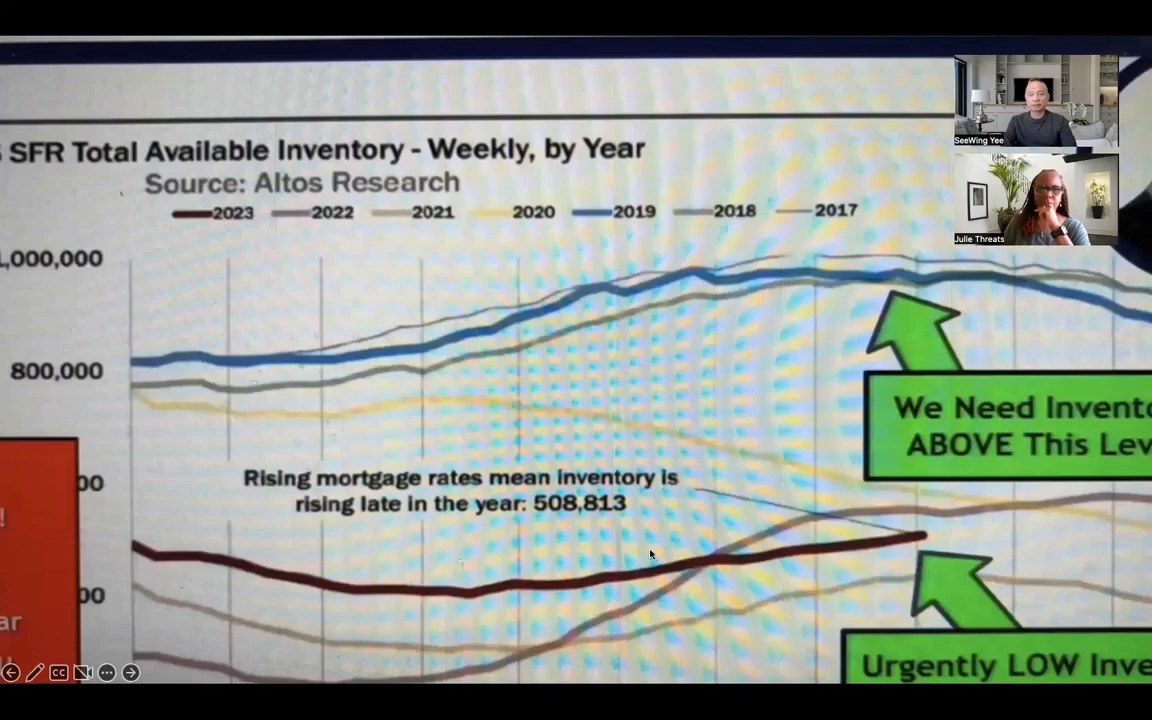 SFR Total Available Inventory - Weekly, by Year
Source: Altos Research
2023 2022 2021 2020 2019 2018 2017
1,000,000
800,000
00
00
Rising mortgage rates mean inventory is
rising late in the year: 508,813
We Need Invento
ABOVE This Lev
Urgently LOW Inve
!
ar
SeeWing Yee
Julie Threats
CC